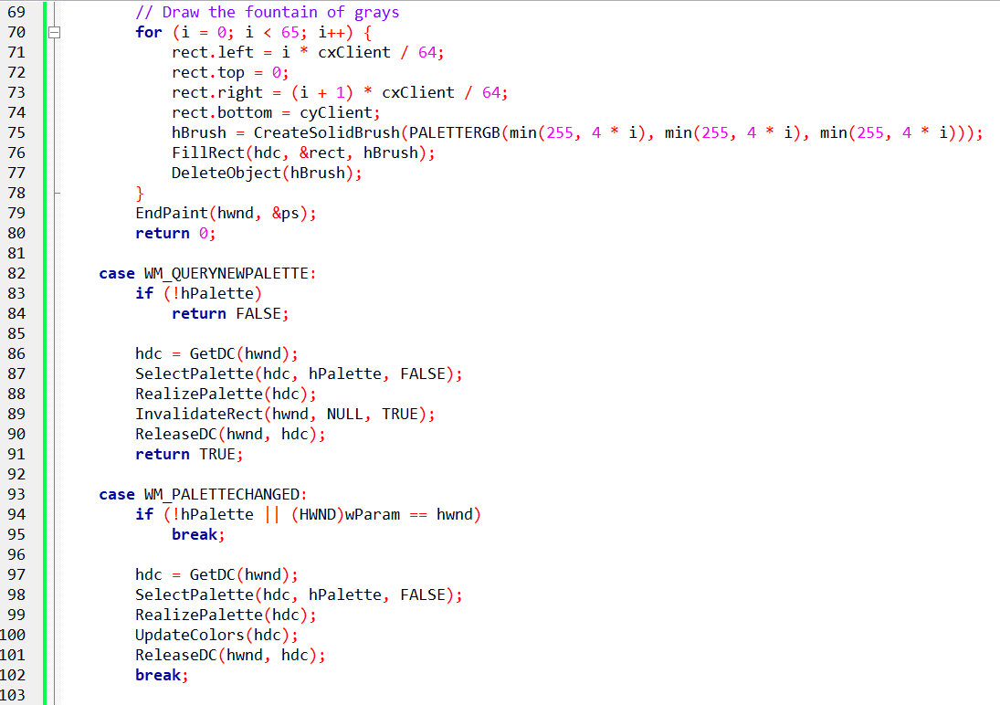 69 // Draw the fountain of grays
70 for (i = 0; i < 65; i++) {
71 rect.left = i * cxClient / 64;
72 rect.top = 0;
73 rect.right = (i + 1) * cxClient / 64;
74 rect.bottom = cyClient;
75 hBrush = CreateSolidBrush(PALETTERGB(min(255, 4 * i), min(255, 4 * i), min(255, 4 * i)));
76 FillRect(hdc, &rect, hBrush);
77 DeleteObject(hBrush);
78 }
79 EndPaint(hwnd, &ps);
80 return 0;
81
82 case WM_QUERYNEWPALETTE:
83 if (!hPalette)
84 return FALSE;
85
86 hdc = GetDC(hwnd);
87 SelectPalette(hdc, hPalette, FALSE);
88 RealizePalette(hdc);
89 InvalidateRect(hwnd, NULL, TRUE);
90 ReleaseDC(hwnd, hdc);
91 return TRUE;
92
93 case WM_PALETTECHANGED:
94 if (!hPalette || (HWND)wParam == hwnd)
95 break;
96
97 hdc = GetDC(hwnd);
98 SelectPalette(hdc, hPalette, FALSE);
99 RealizePalette(hdc);
100 UpdateColors(hdc);
101 ReleaseDC(hwnd, hdc);
102 break;
103